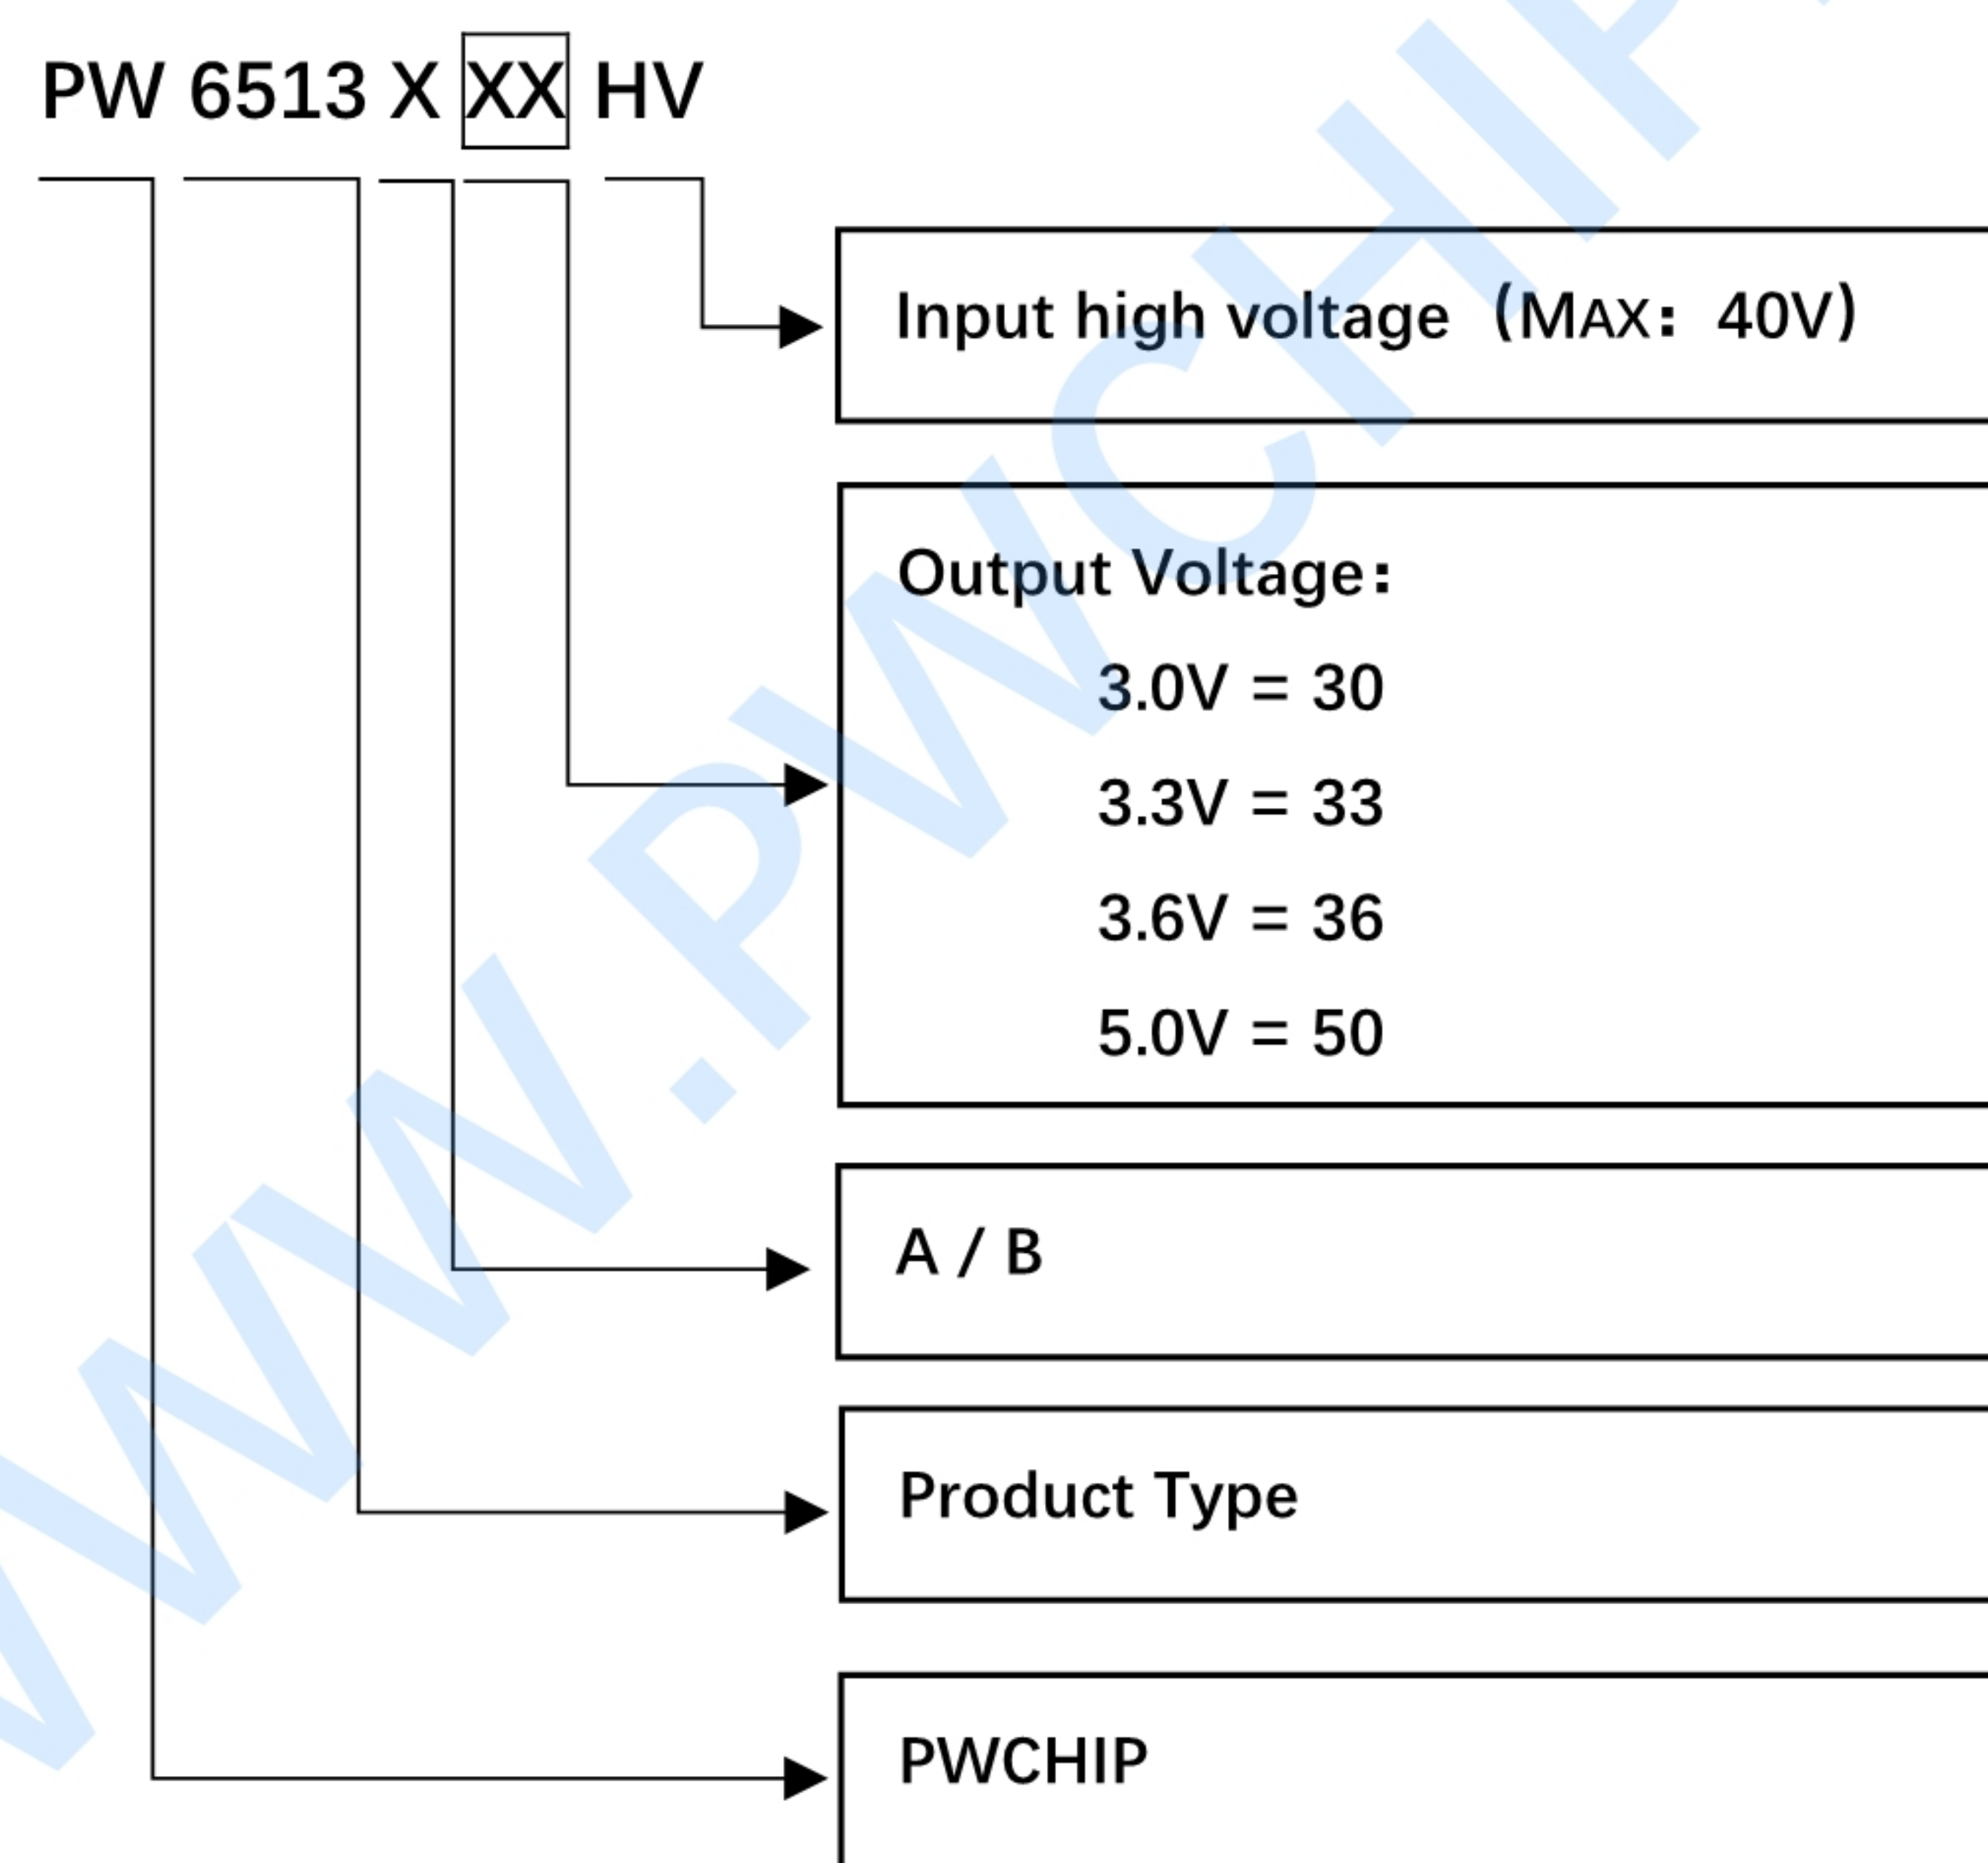 PW 6513 X XX HV
Input high voltage （MAX： 40V）
Output Voltage：
3.0V = 30
3.3V = 33
3.6V = 36
5.0V = 50
A / B
Product Type
PWCHIP
WWW.PWCHIP